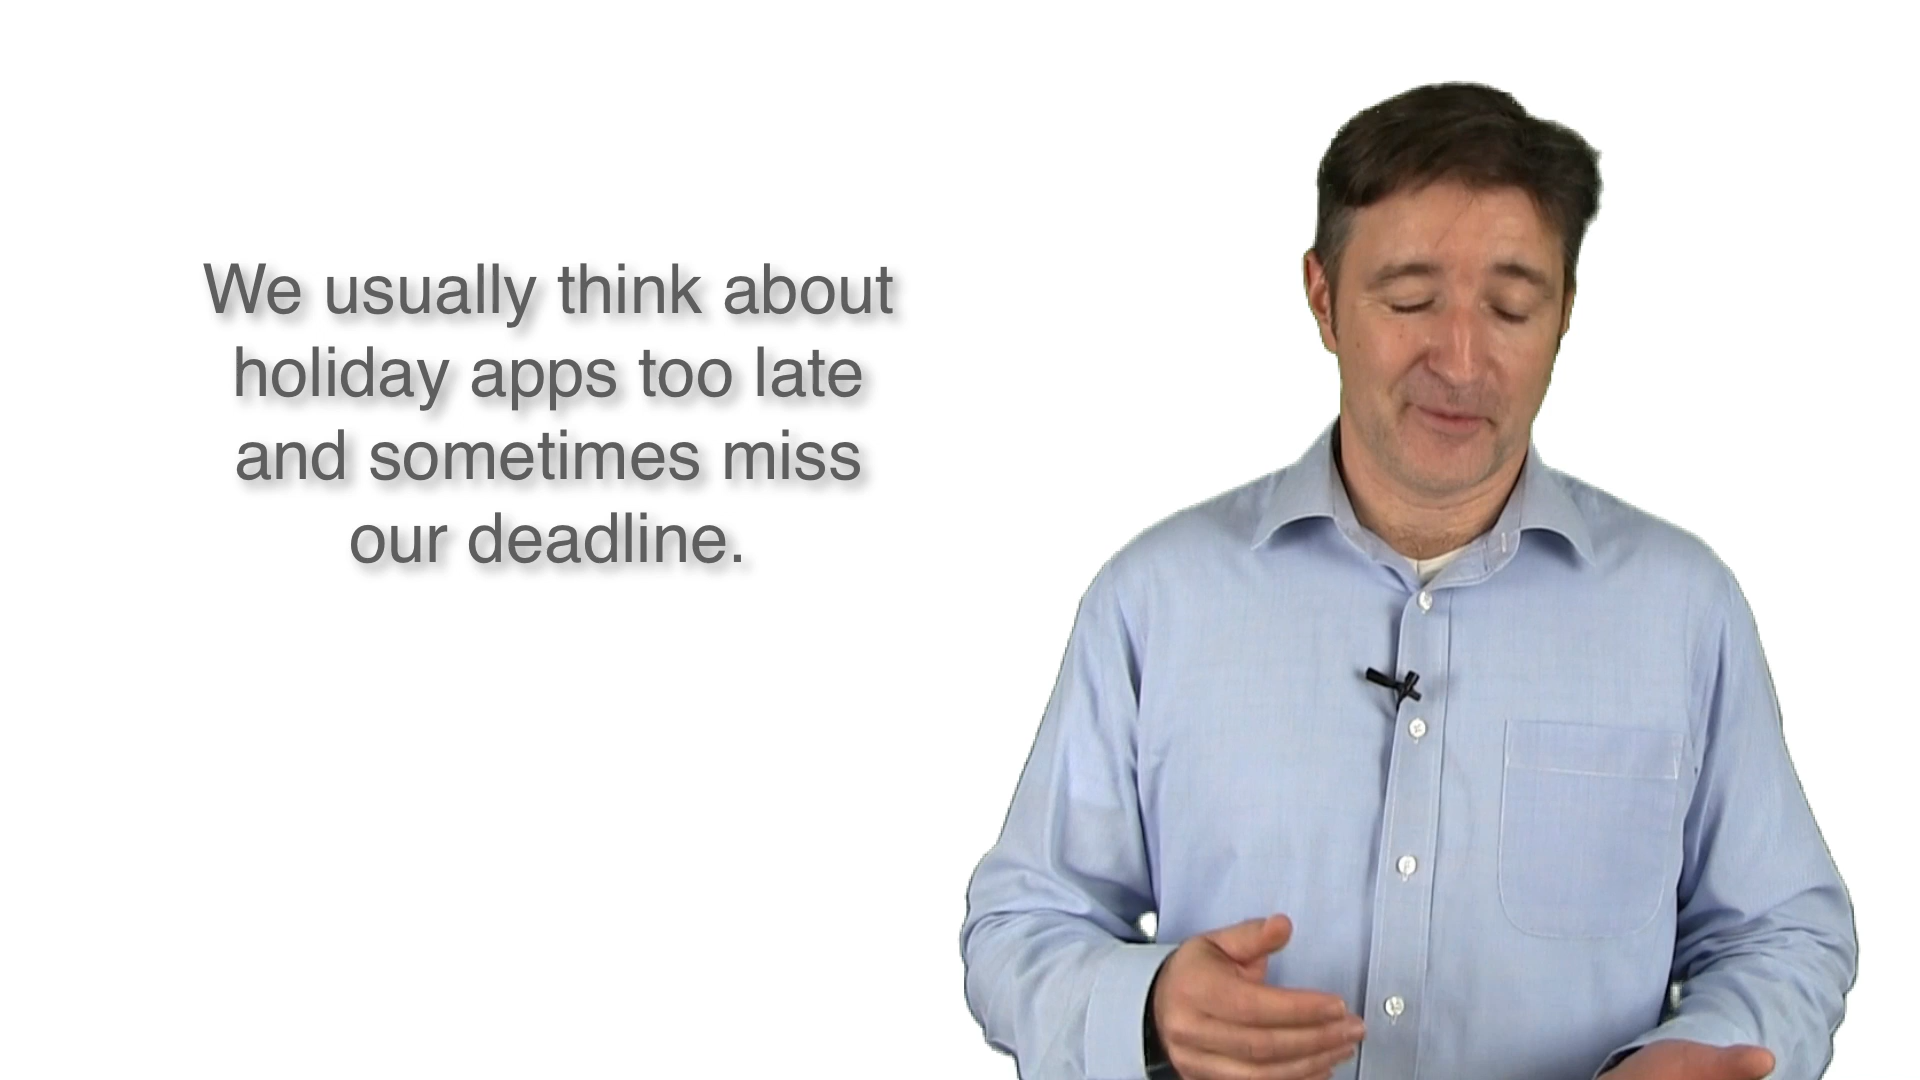 We usually think about
holiday apps too late
and sometimes miss
our deadline.